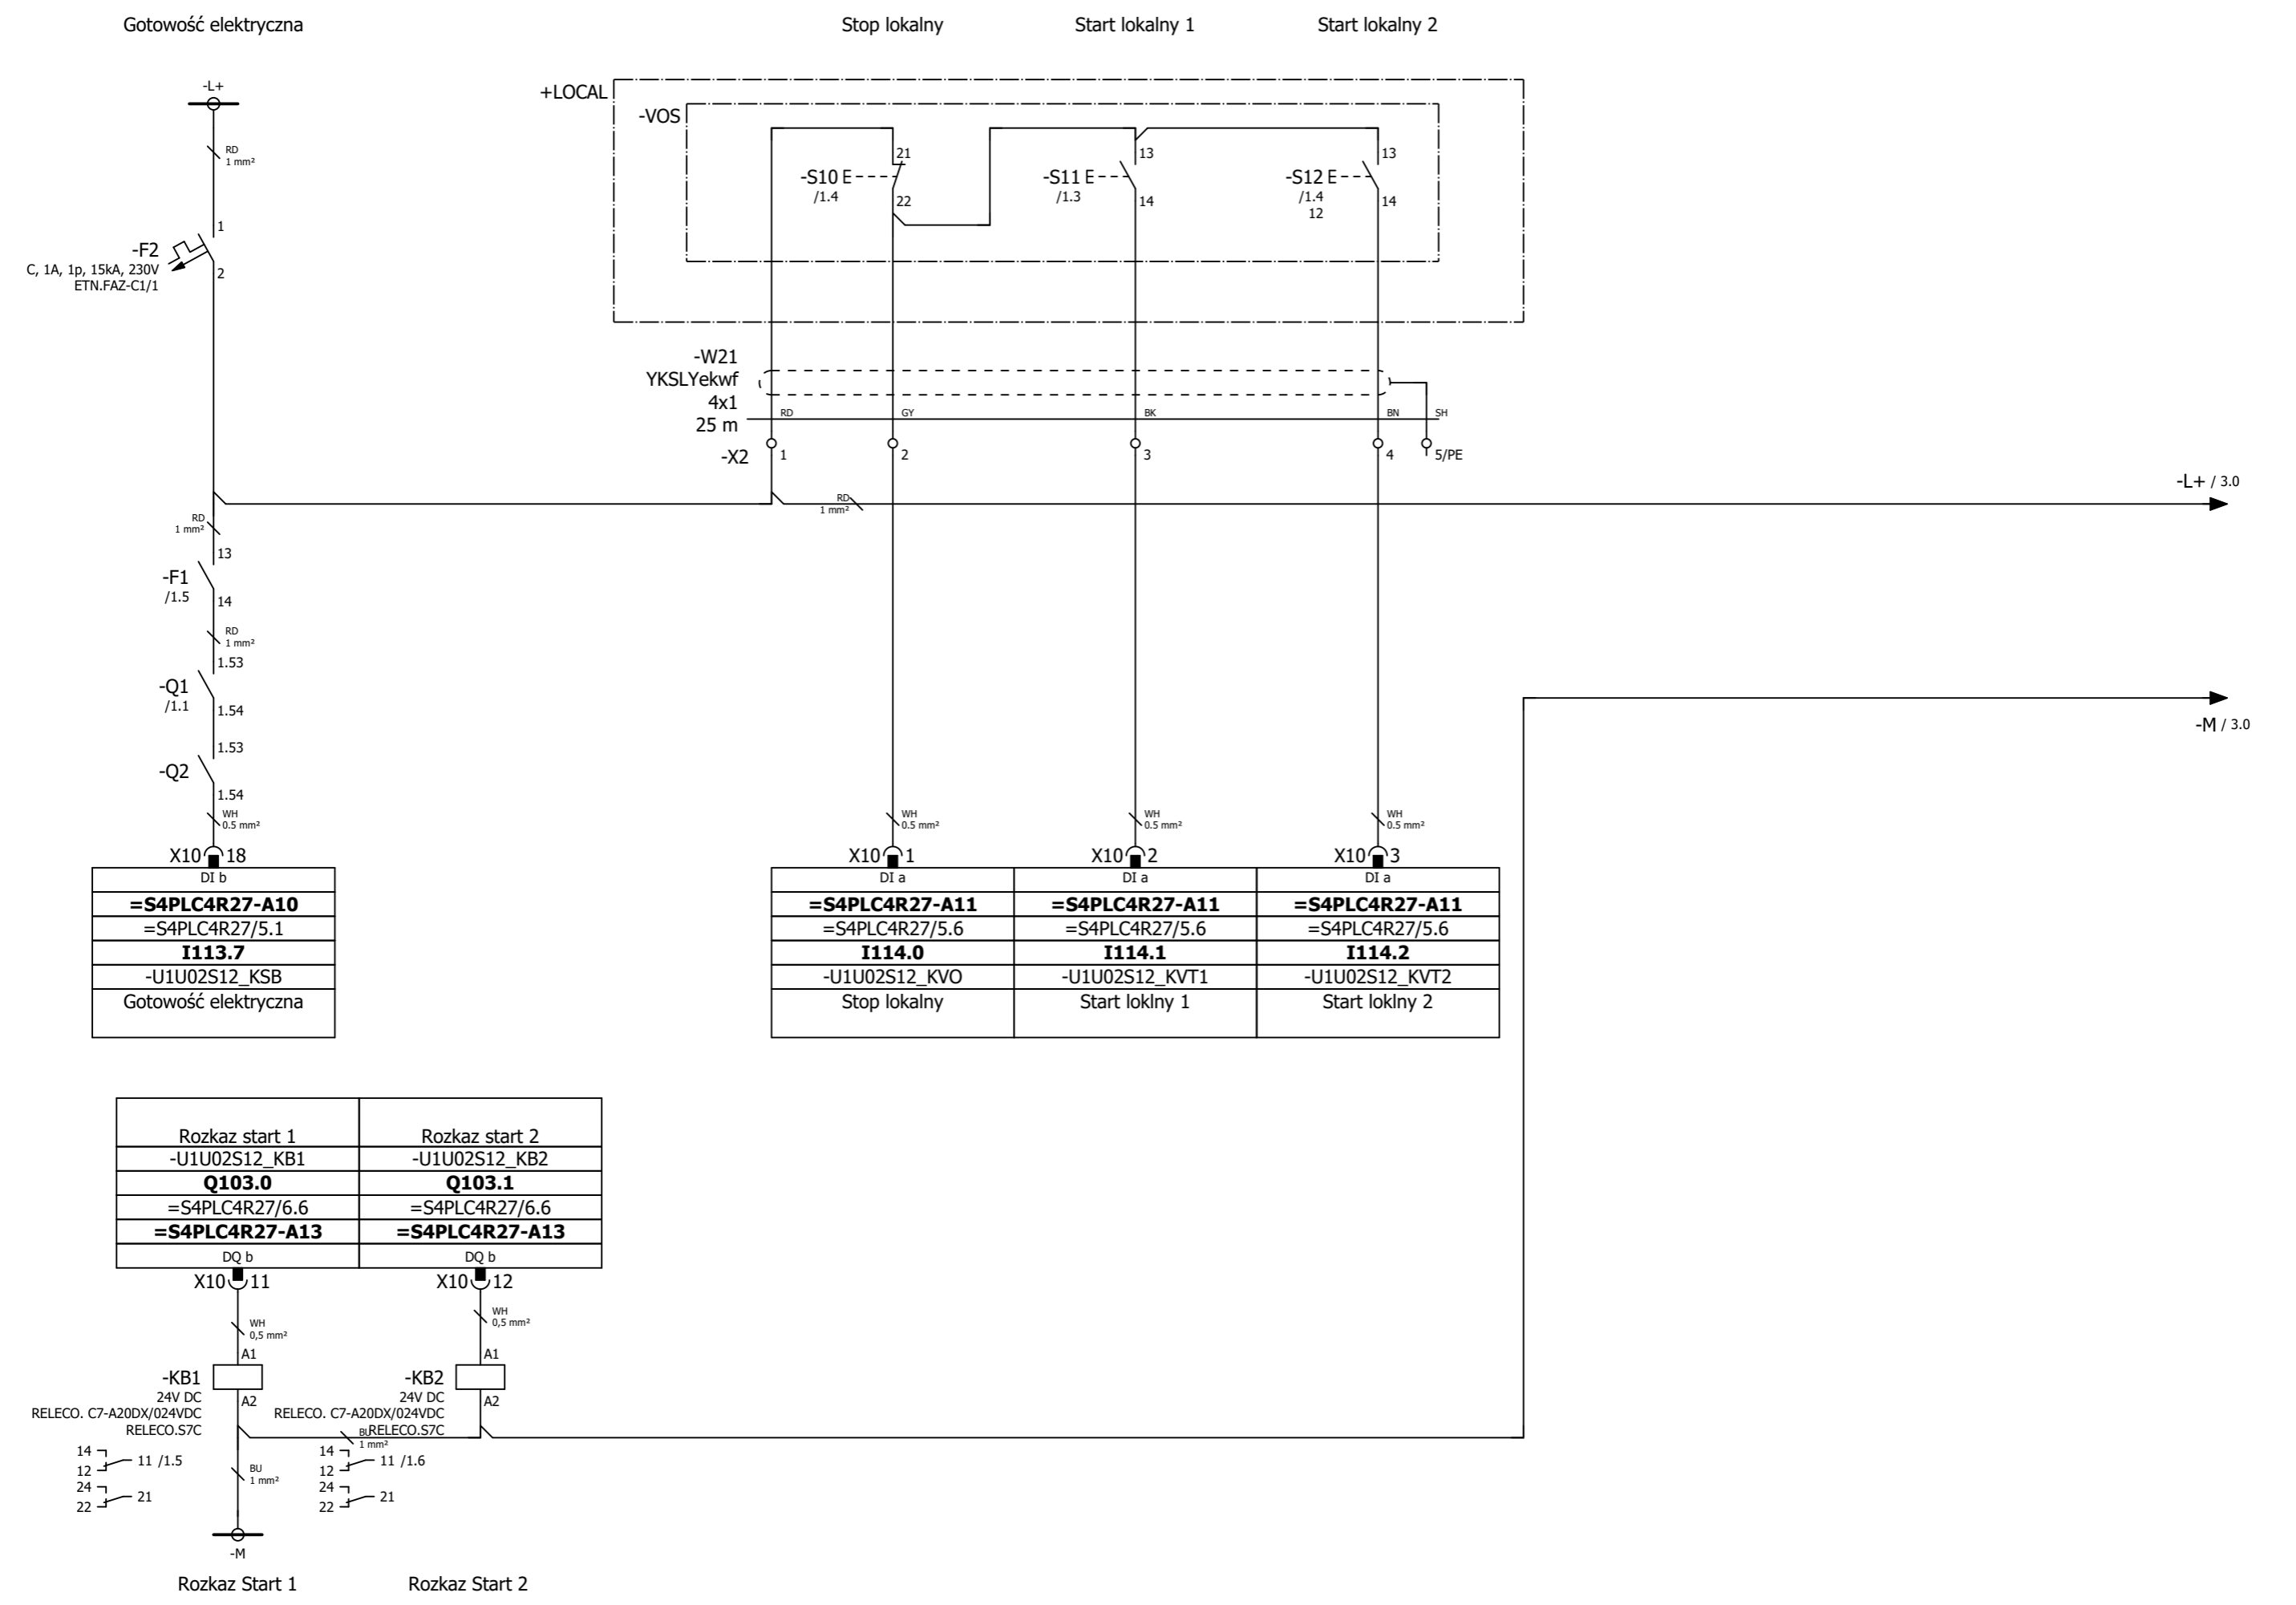 Gotowość elektryczna
Stop lokalny
Start lokalny 1
Start lokalny 2
-L+
RD
1 mm²
1
-F2
C, 1A, 1p, 15kA, 230V
ETN.FAZ-C1/1
2
+LOCAL
-VOS
21
-S10 E
/1.4
22
13
-S11 E
/1.3
14
13
-S12 E
/1.4
12
14
-W21
YKSLYekwf
4x1
25 m
RD
GY
BK
BN
SH
-X2
1
2
3
4
5/PE
RD
1 mm²
-L+ / 3.0
RD
1 mm²
13
-F1
/1.5
14
RD
1 mm²
1.53
-Q1
/1.1
1.54
-M / 3.0
1.53
-Q2
1.54
WH
0.5 mm²
WH
0.5 mm²
WH
0.5 mm²
WH
0.5 mm²
X10 18
DI b
=S4PLC4R27-A10
=S4PLC4R27/5.1
I113.7
-U1U02S12_KSB
Gotowość elektryczna
X10 1
DI a
=S4PLC4R27-A11
=S4PLC4R27/5.6
I114.0
-U1U02S12_KVO
Stop lokalny
X10 2
DI a
=S4PLC4R27-A11
=S4PLC4R27/5.6
I114.1
-U1U02S12_KVT1
Start loklny 1
X10 3
DI a
=S4PLC4R27-A11
=S4PLC4R27/5.6
I114.2
-U1U02S12_KVT2
Start loklny 2
Rozkaz start 1
-U1U02S12_KB1
Q103.0
=S4PLC4R27/6.6
=S4PLC4R27-A13
DQ b
X10 11
WH
0,5 mm²
A1
-KB1
24V DC
RELECO. C7-A20DX/024VDC
RELECO.S7C
A2
14
12
11 /1.5
24
22
21
BU
1 mm²
-M
Rozkaz Start 1
Rozkaz start 2
-U1U02S12_KB2
Q103.1
=S4PLC4R27/6.6
=S4PLC4R27-A13
DQ b
X10 12
WH
0,5 mm²
A1
-KB2
24V DC
RELECO. C7-A20DX/024VDC
RELECO.S7C
A2
BU
1 mm²
14
12
11 /1.6
24
22
21
Rozkaz Start 2